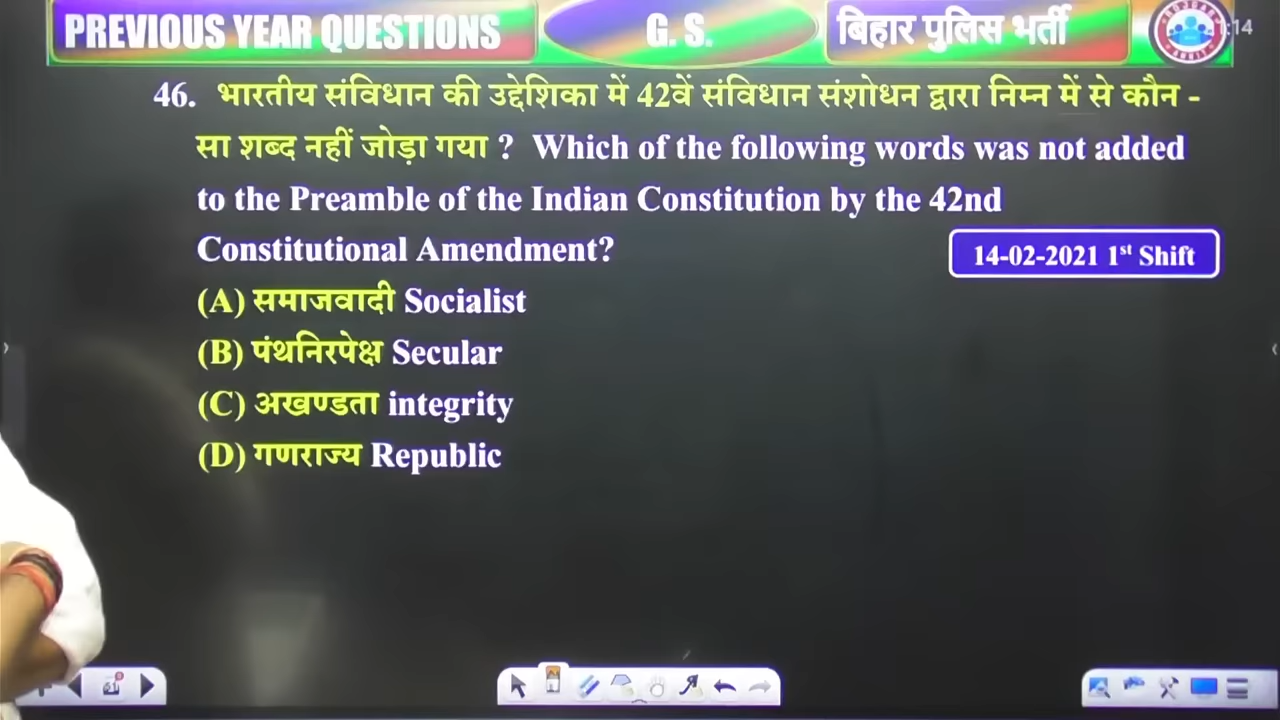 PREVIOUS YEAR QUESTIONS
G. S.
बिहार पुलिस भर्ती
:14
46. भारतीय संविधान की उद्देशिका में 42वें संविधान संशोधन द्वारा निम्न में से कौन -
सा शब्द नहीं जोड़ा गया ? Which of the following words was not added
to the Preamble of the Indian Constitution by the 42nd
Constitutional Amendment?
14-02-2021 1st Shift
(A) समाजवादी Socialist
(B) पंथनिरपेक्ष Secular
(C) अखण्डता integrity
(D) गणराज्य Republic